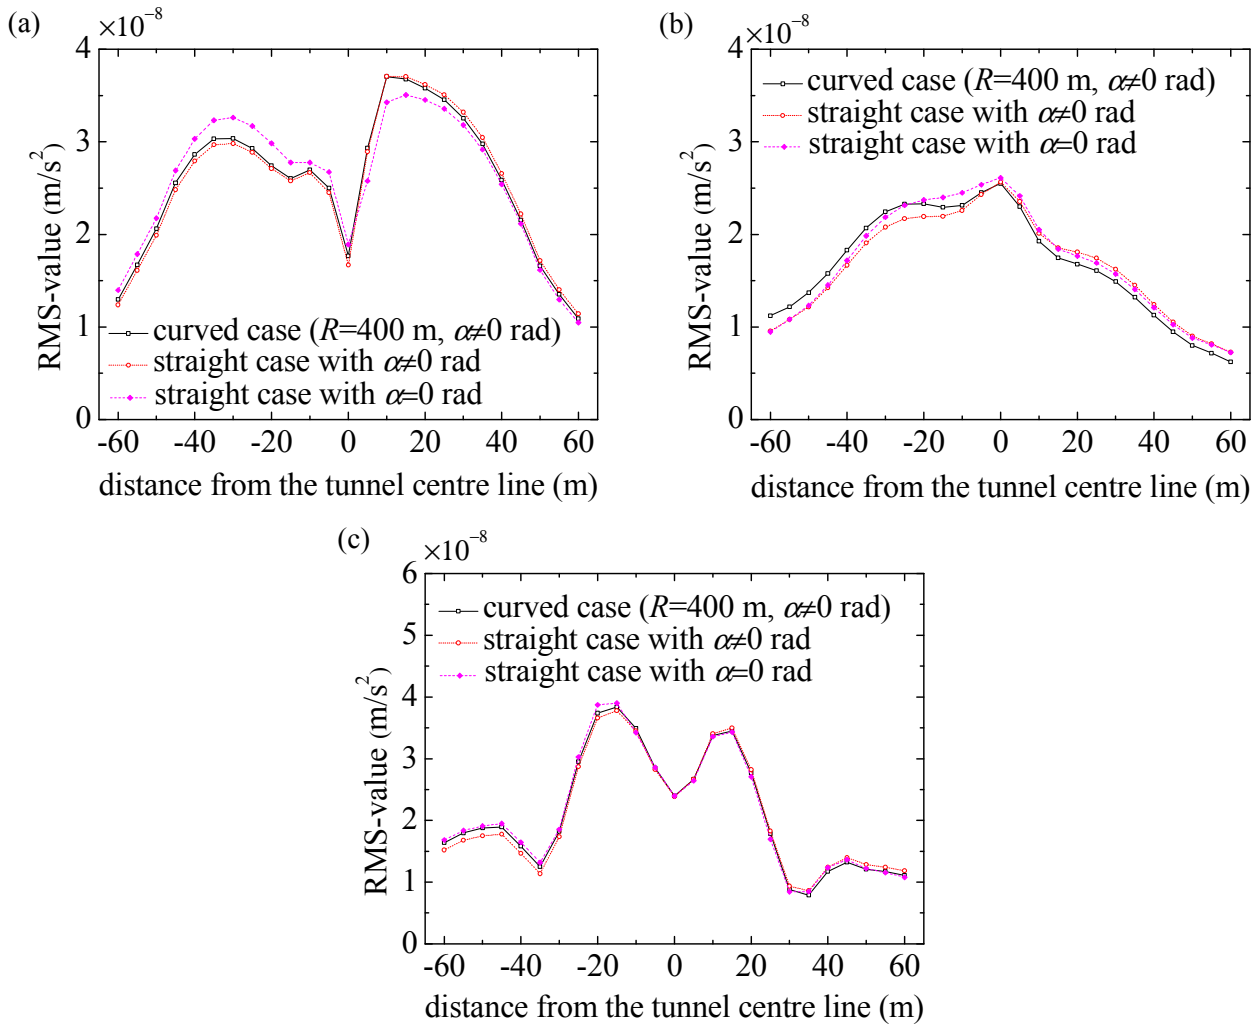 (a)
×10⁻⁸
4
3
2
1
0
RMS-value (m/s²)
curved case (R=400 m, α≠0 rad)
straight case with α≠0 rad
straight case with α=0 rad
-60 -40 -20 0 20 40 60
distance from the tunnel centre line (m)
(b)
×10⁻⁸
4
3
2
1
0
RMS-value (m/s²)
curved case (R=400 m, α≠0 rad)
straight case with α≠0 rad
straight case with α=0 rad
-60 -40 -20 0 20 40 60
distance from the tunnel centre line (m)
(c)
×10⁻⁸
6
5
4
3
2
1
0
RMS-value (m/s²)
curved case (R=400 m, α≠0 rad)
straight case with α≠0 rad
straight case with α=0 rad
-60 -40 -20 0 20 40 60
distance from the tunnel centre line (m)